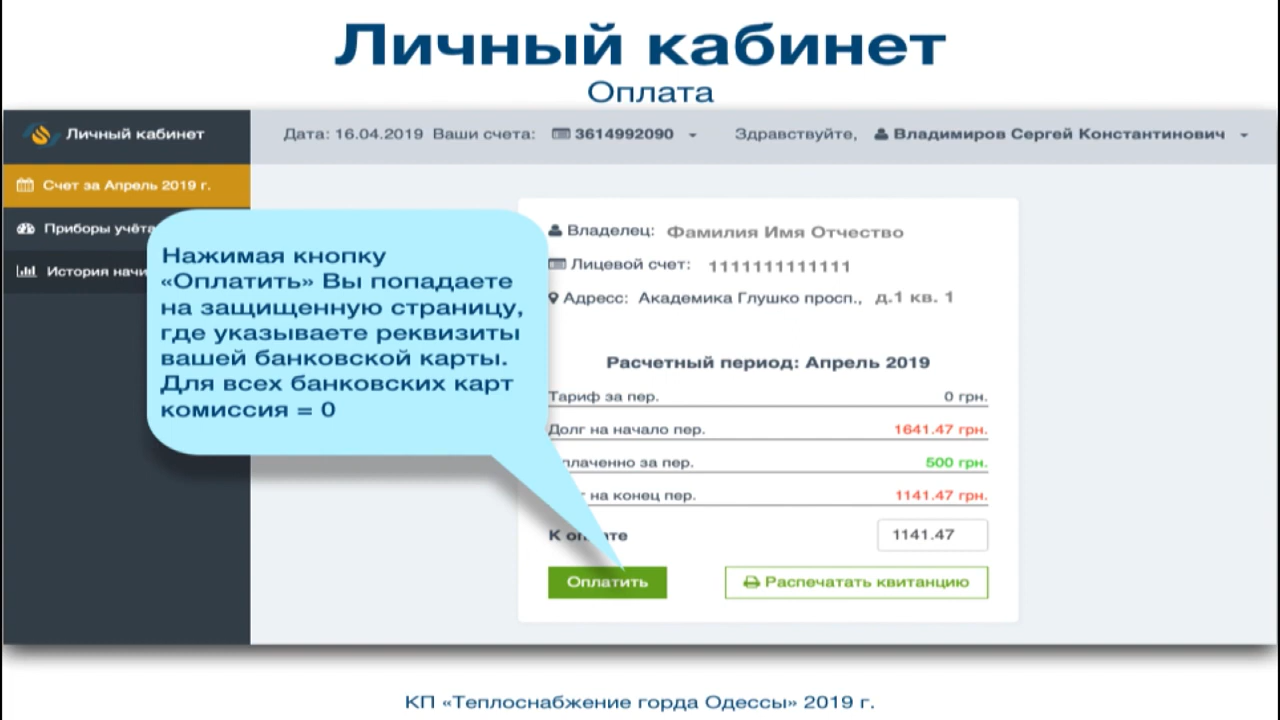 Личный кабинет
Оплата
Личный кабинет
Дата: 16.04.2019 Ваши счета: 3614992090
Здравствуйте, Владимиров Сергей Константинович
Счет за Апрель 2019 г.
Приборы учёта
История
Нажимая кнопку
«Оплатить» Вы попадаете
на защищенную страницу,
где указываете реквизиты
вашей банковской карты.
Для всех банковских карт
комиссия = 0
Владелец: Фамилия Имя Отчество
Лицевой счет: 1111111111111
Адресс: Академика Глушко просп., д.1 кв. 1
Расчетный период: Апрель 2019
Тариф за пер. 0 грн.
Долг на начало пер. 1641.47 грн.
за пер. 500 грн.
на конец пер. 1141.47 грн.
К 1141.47
Оплатить
Распечатать квитанцию
КП «Теплоснабжение горда Одессы» 2019 г.